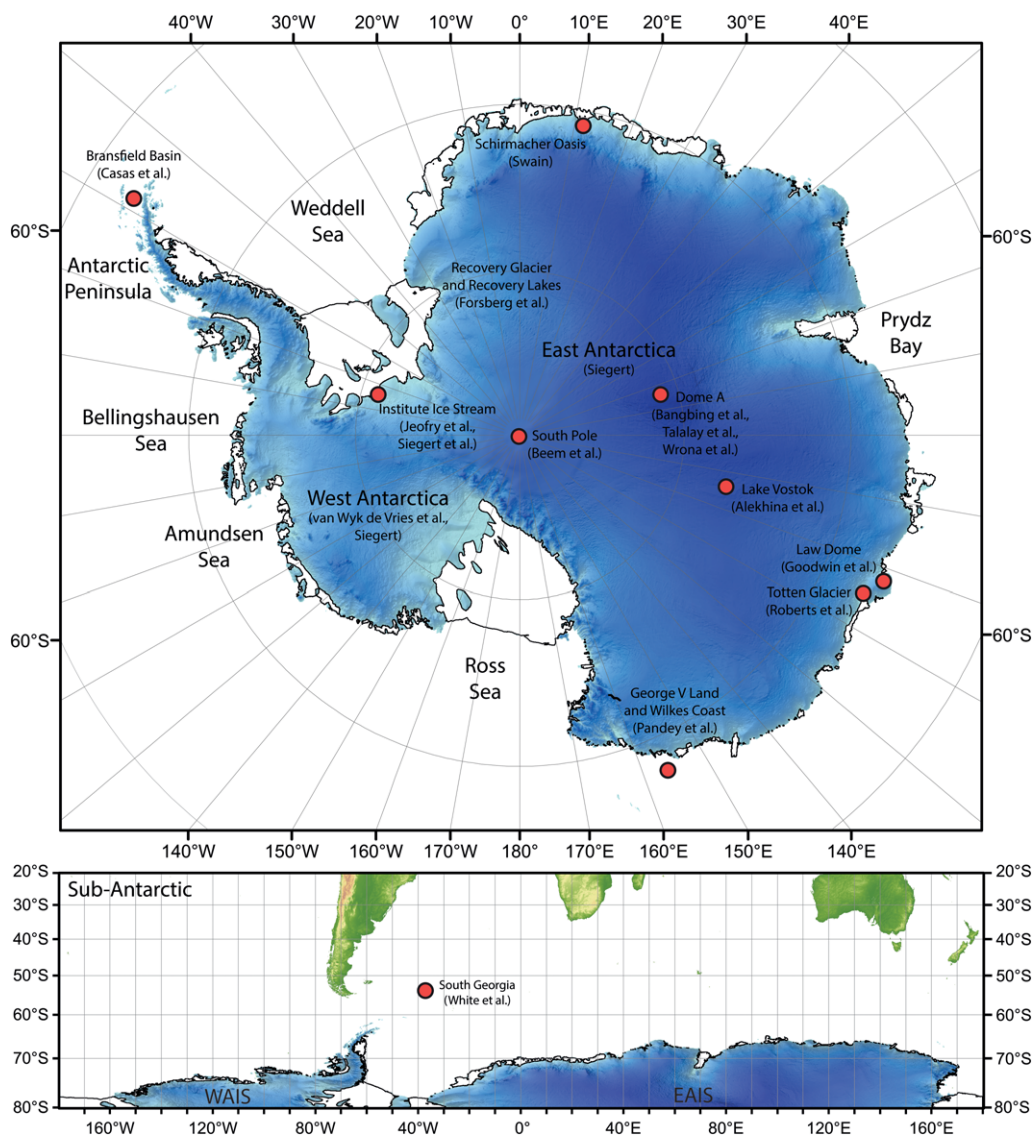 40°W 30°W 20°W 10°W 0° 10°E 20°E 30°E 40°E
Bransfield Basin
(Casas et al.)
Schirmacher Oasis
(Swain)
Weddell
Sea
60°S
60°S
Antarctic
Peninsula
Recovery Glacier
and Recovery Lakes
(Forsberg et al.)
Prydz
Bay
East Antarctica
(Siegert)
Bellingshausen
Sea
Institute Ice Stream
(Jeofry et al.,
Siegert et al.)
South Pole
(Beem et al.)
Dome A
(Bangbing et al.,
Talalay et al.,
Wrona et al.)
West Antarctica
(van Wyk de Vries et al.,
Siegert)
Lake Vostok
(Alekhina et al.)
Amundsen
Sea
Law Dome
(Goodwin et al.)
Totten Glacier
(Roberts et al.)
60°S
60°S
Ross
Sea
George V Land
and Wilkes Coast
(Pandey et al.)
140°W 150°W 160°W 170°W 180° 170°E 160°E 150°E 140°E
20°S 20°S
Sub-Antarctic
30°S 30°S
40°S 40°S
50°S 50°S
South Georgia
(White et al.)
60°S 60°S
70°S 70°S
WAIS EAIS
80°S 80°S
160°W 120°W 80°W 40°W 0°E 40°E 80°E 120°E 160°E